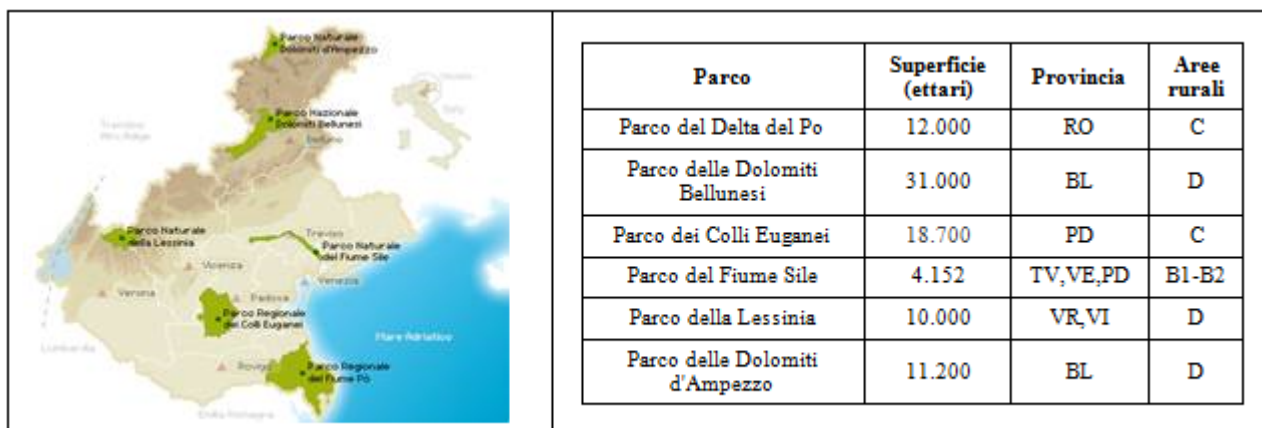 Parco Naturale
Dolomiti d'Ampezzo
Parco Nazionale
Dolomiti Bellunesi
Belluno
Trentino
Alto Adige
Italy
Parco Naturale
della Lessinia
Treviso
Parco Naturale
del Fiume Sile
Vicenza
Venezia
Verona
Padova
Parco Regionale
dei Colli Euganei
Mare Adriatico
Lombardia
Rovigo
Parco Regionale
del Fiume Pò
Emilia Romagna
Parco Superficie (ettari) Provincia Aree rurali
Parco del Delta del Po 12.000 RO C
Parco delle Dolomiti Bellunesi 31.000 BL D
Parco dei Colli Euganei 18.700 PD C
Parco del Fiume Sile 4.152 TV,VE,PD B1-B2
Parco della Lessinia 10.000 VR,VI D
Parco delle Dolomiti d'Ampezzo 11.200 BL D